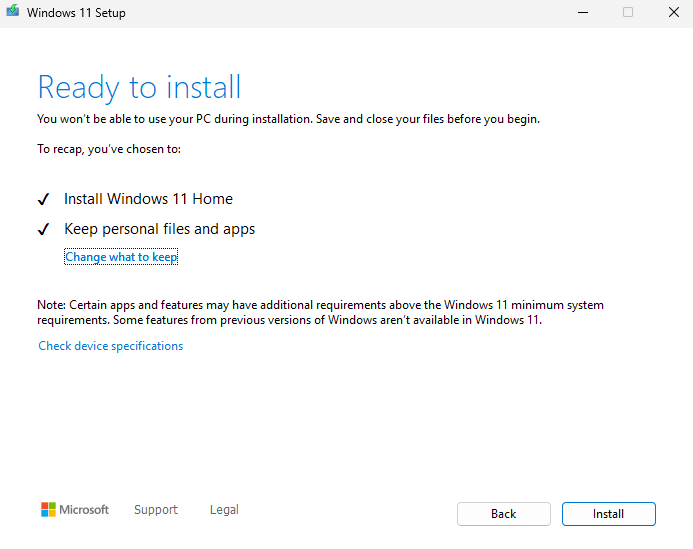 Windows 11 Setup
Ready to install
You won't be able to use your PC during installation. Save and close your files before you begin.
To recap, you've chosen to:
Install Windows 11 Home
Keep personal files and apps
Change what to keep
Note: Certain apps and features may have additional requirements above the Windows 11 minimum system
requirements. Some features from previous versions of Windows aren't available in Windows 11.
Check device specifications
Microsoft Support Legal Back Install